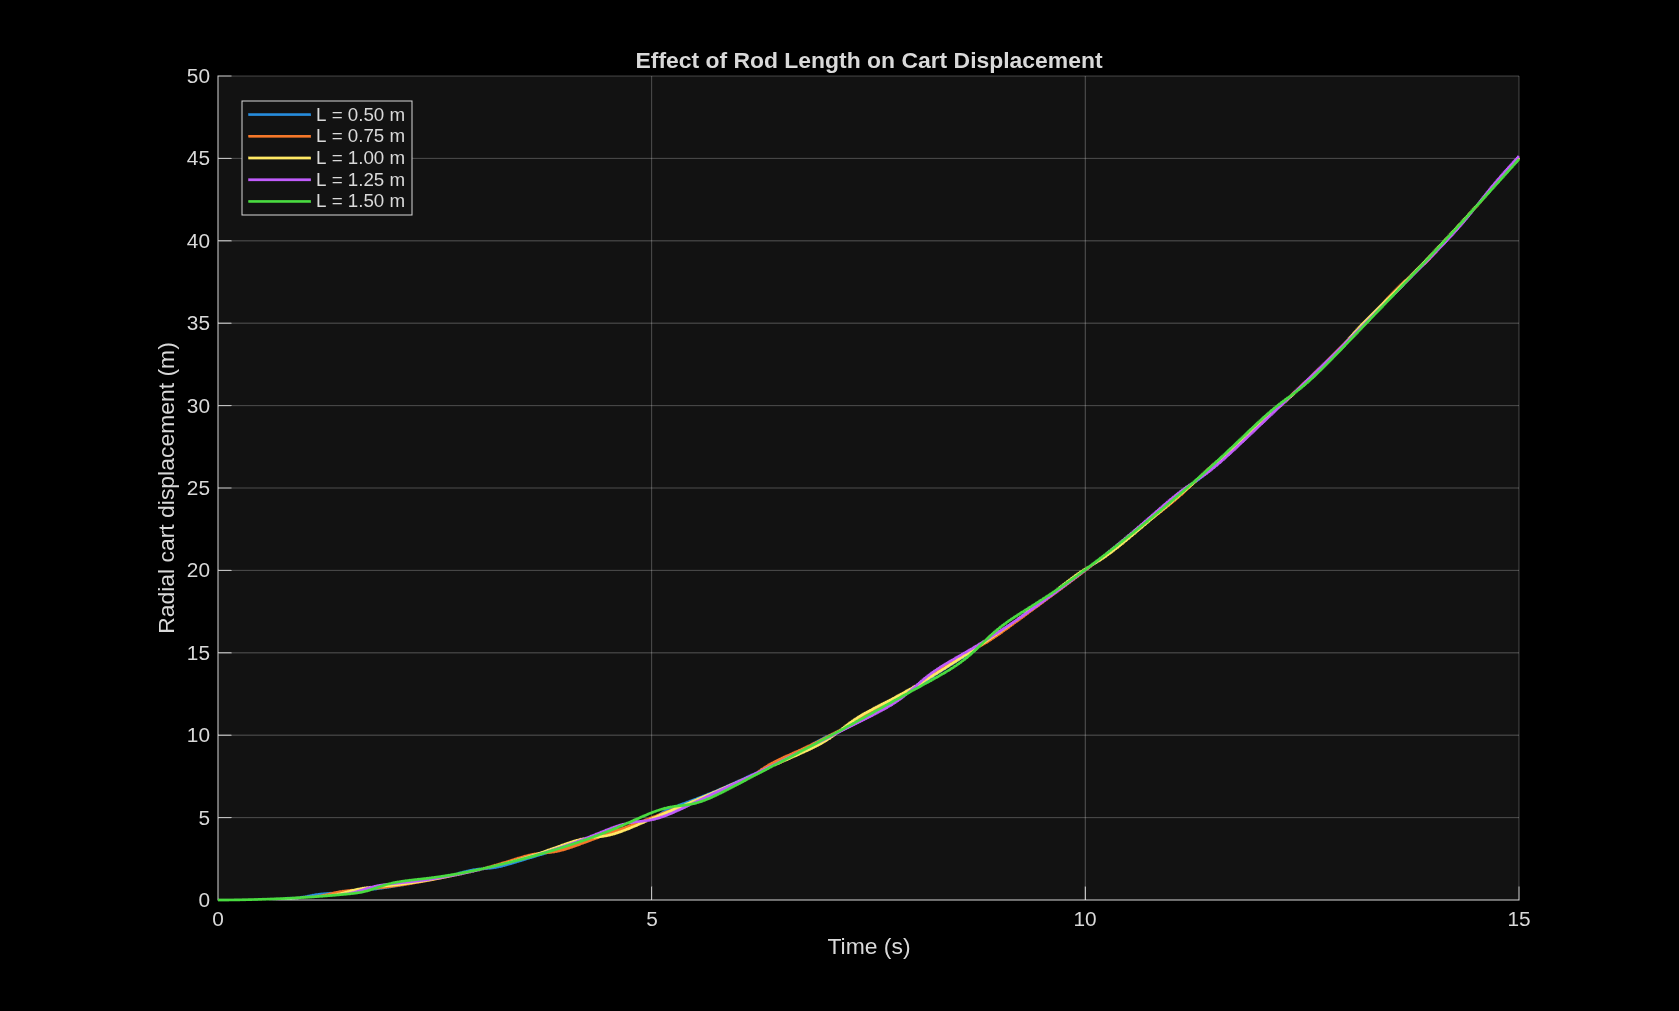 Effect of Rod Length on Cart Displacement
50
45
40
35
30
25
20
15
10
5
0
L = 0.50 m
L = 0.75 m
L = 1.00 m
L = 1.25 m
L = 1.50 m
Radial cart displacement (m)
0 5 10 15
Time (s)